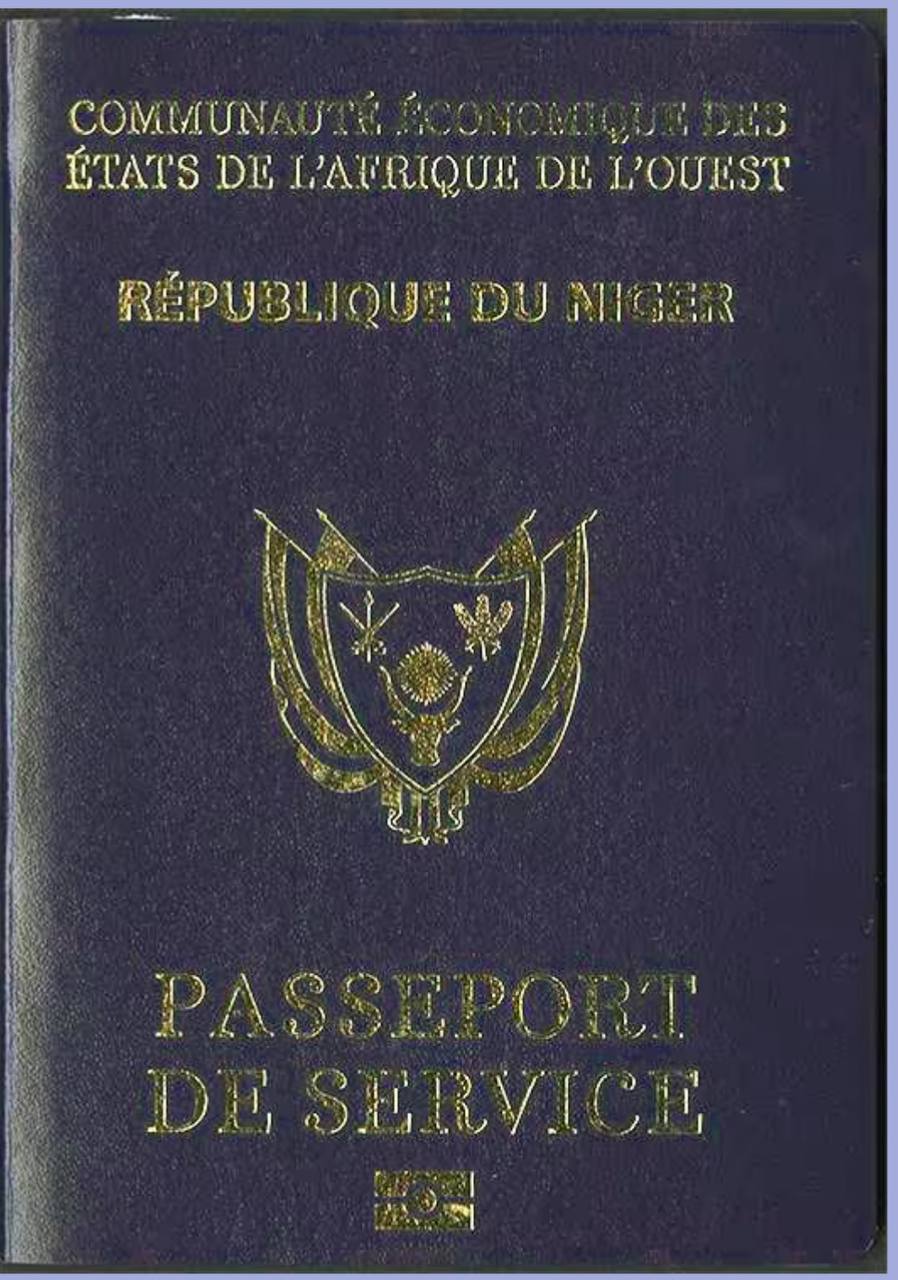 COMMUNAUTÉ ÉCONOMIQUE DES
ÉTATS DE L'AFRIQUE DE L'OUEST
RÉPUBLIQUE DU NIGER
PASSEPORT
DE SERVICE